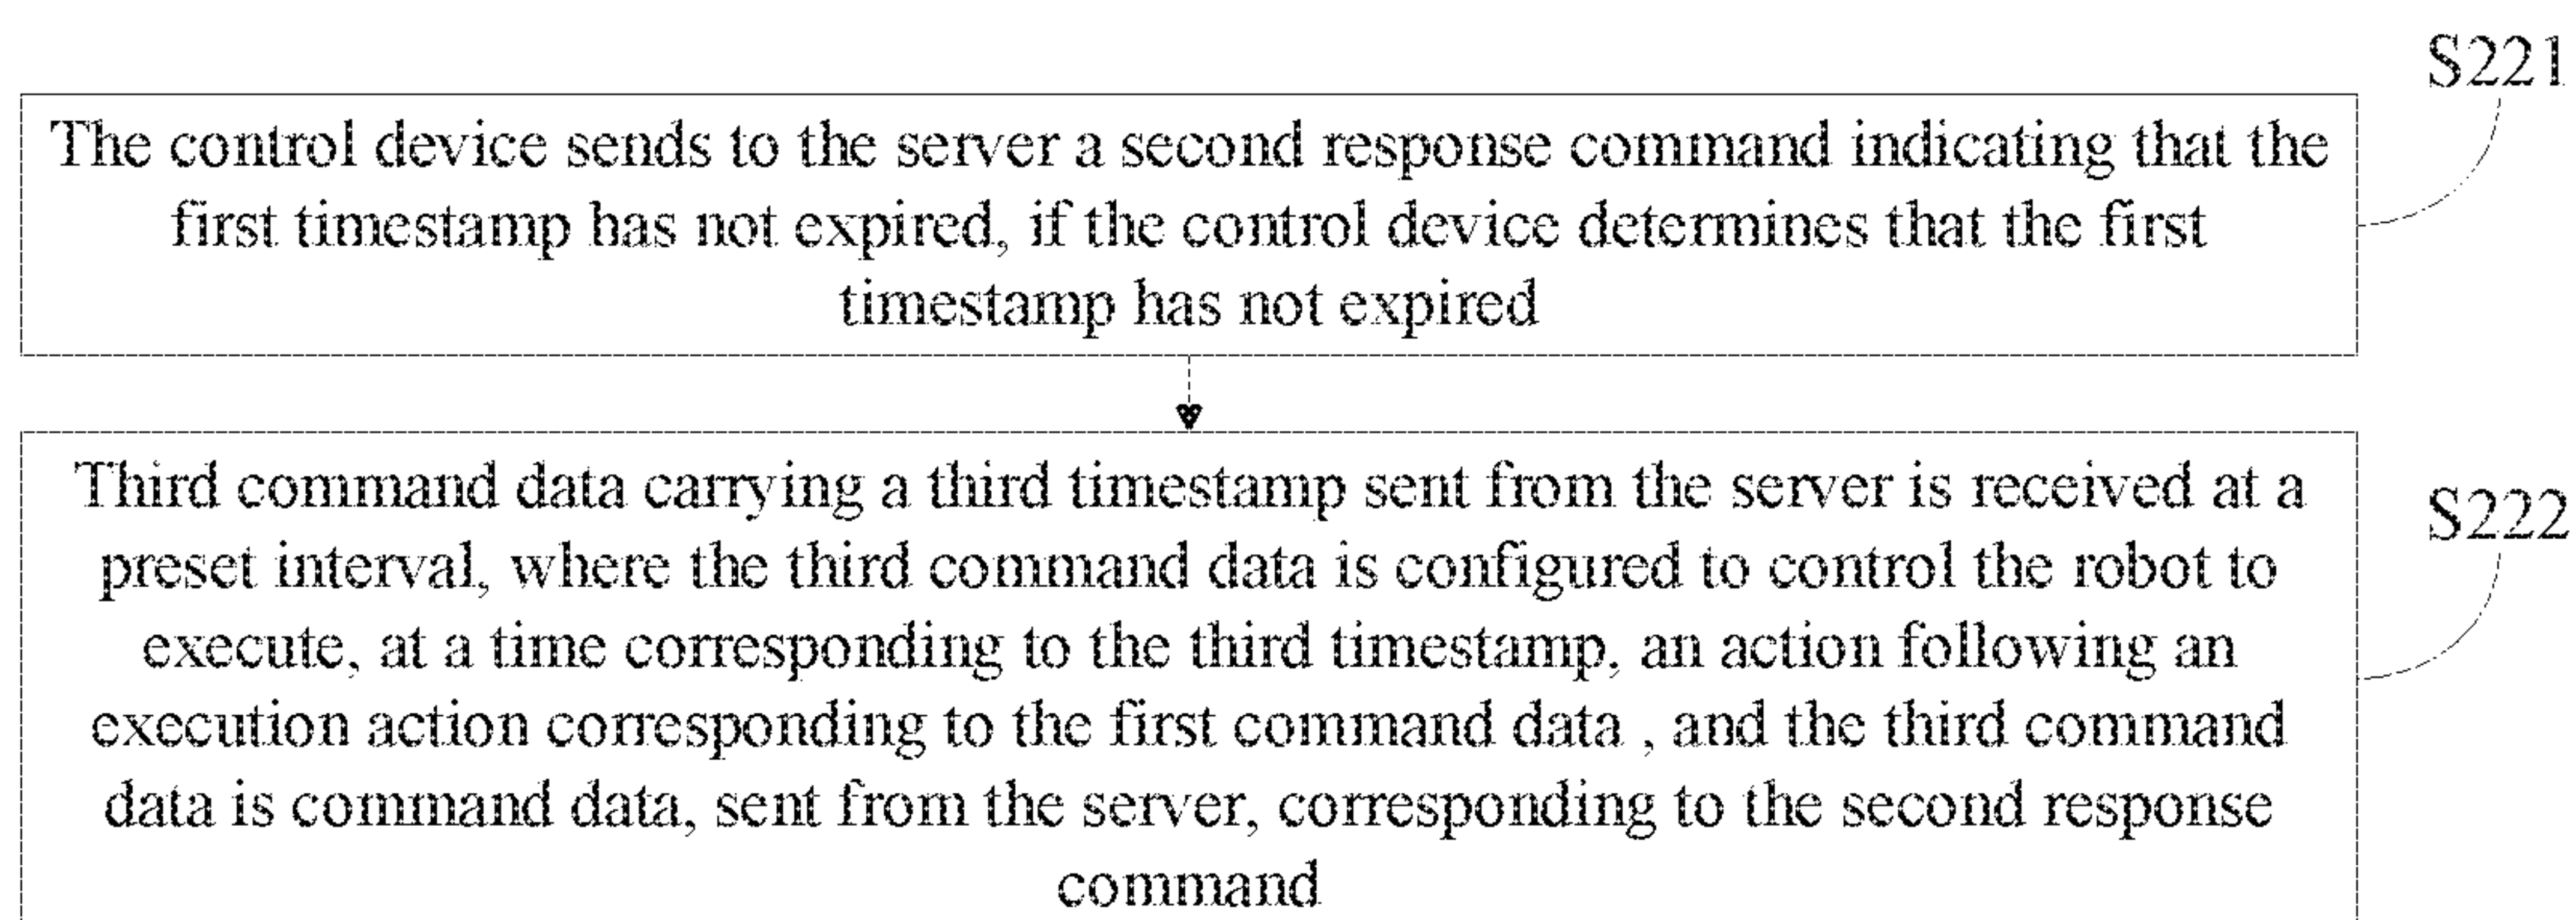 S221
The control device sends to the server a second response command indicating that the
first timestamp has not expired, if the control device determines that the first
timestamp has not expired
Third command data carrying a third timestamp sent from the server is received at a
preset interval, where the third command data is configured to control the robot to
execute, at a time corresponding to the third timestamp, an action following an
execution action corresponding to the first command data , and the third command
data is command data, sent from the server, corresponding to the second response
command
S222